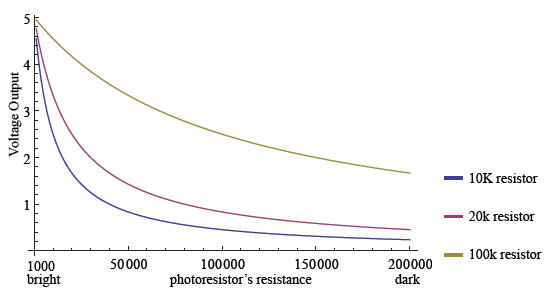 5
4
3
2
1
Voltage Output
1000 50000 100000 150000 200000
bright photoresistor's resistance dark
10K resistor
20k resistor
100k resistor